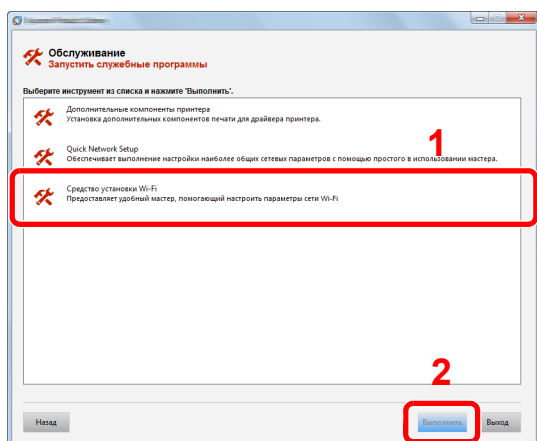 Обслуживание
Запустить служебные программы
Выберите инструмент из списка и нажмите 'Выполнить'.
Дополнительные компоненты принтера
Установка дополнительных компонентов печати для драйвера принтера.
1
Quick Network Setup
Обеспечивает выполнение настройки наиболее общих сетевых параметров с помощью простого в использовании мастера.
Средство установки Wi-Fi
Предоставляет удобный мастер, помогающий настроить параметры сети Wi-Fi
2
Назад
Выполнить
Выход